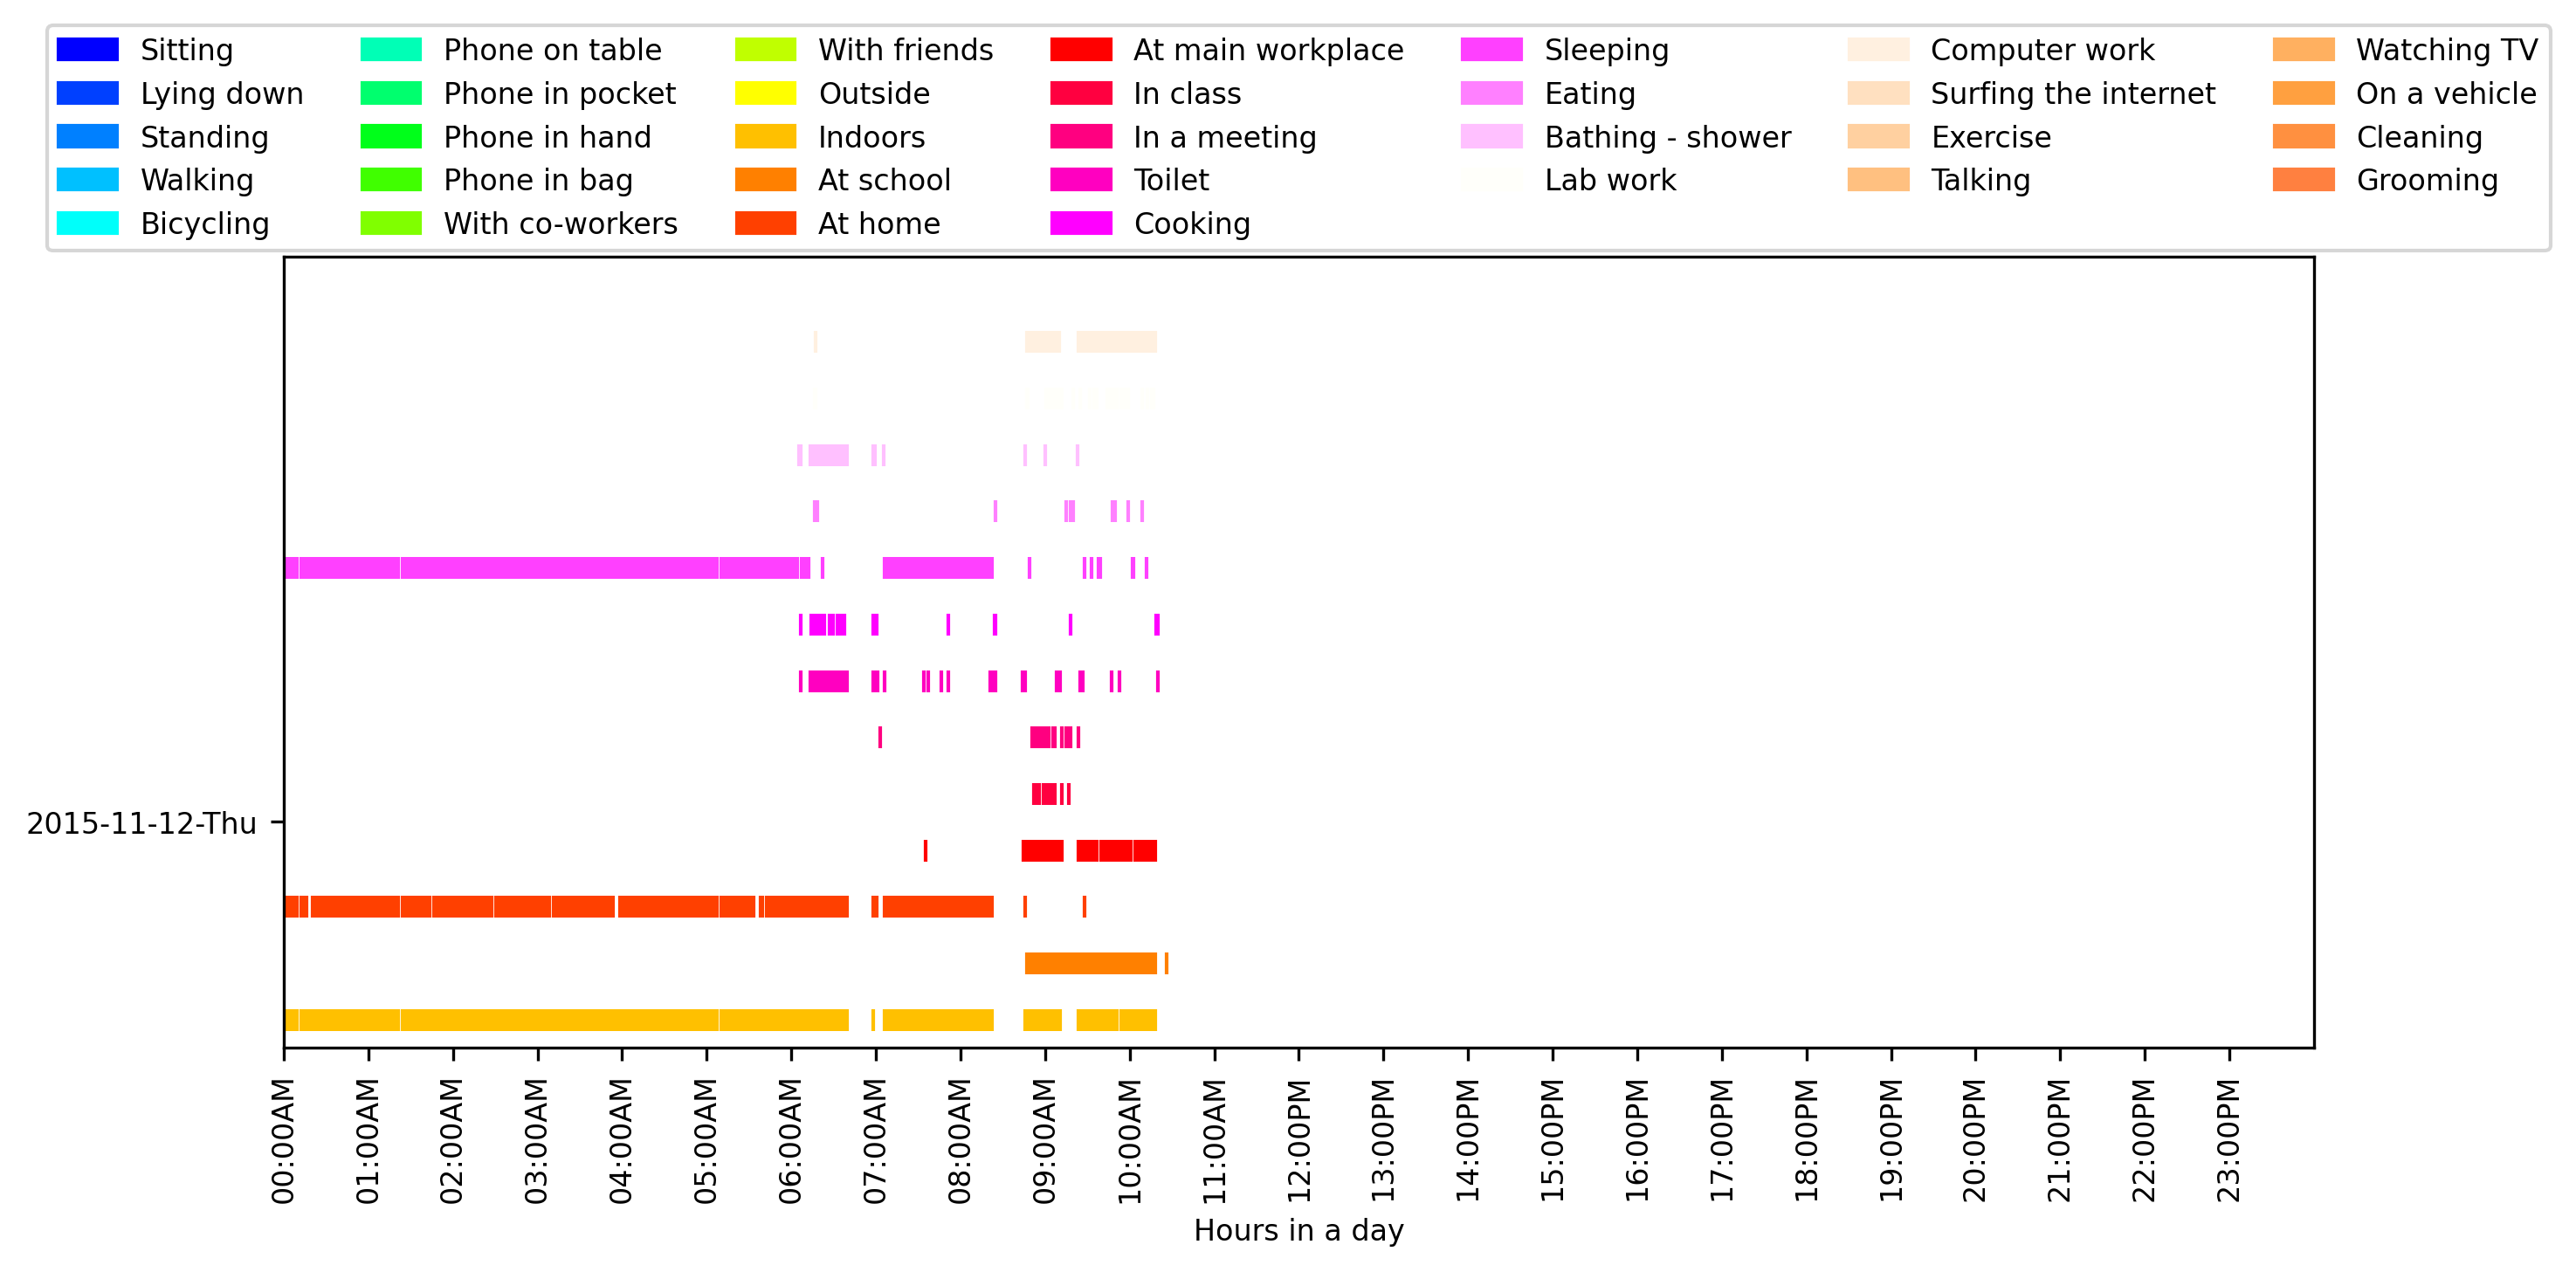 Sitting Phone on table With friends At main workplace Sleeping Computer work Watching TV
Lying down Phone in pocket Outside In class Eating Surfing the internet On a vehicle
Standing Phone in hand Indoors In a meeting Bathing - shower Exercise Cleaning
Walking Phone in bag At school Toilet Lab work Talking Grooming
Bicycling With co-workers At home Cooking
2015-11-12-Thu
00:00AM 01:00AM 02:00AM 03:00AM 04:00AM 05:00AM 06:00AM 07:00AM 08:00AM 09:00AM 10:00AM 11:00AM 12:00PM 13:00PM 14:00PM 15:00PM 16:00PM 17:00PM 18:00PM 19:00PM 20:00PM 21:00PM 22:00PM 23:00PM
Hours in a day